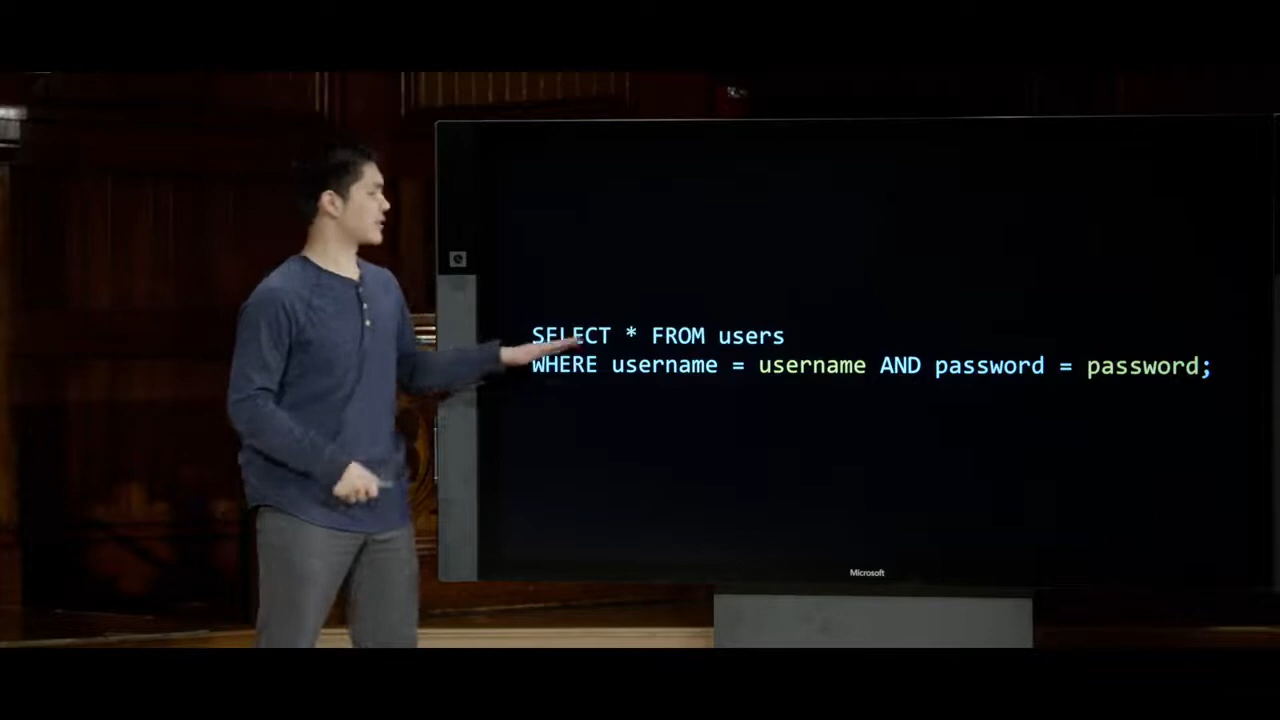 SELECT * FROM users
WHERE username = username AND password = password;
Microsoft